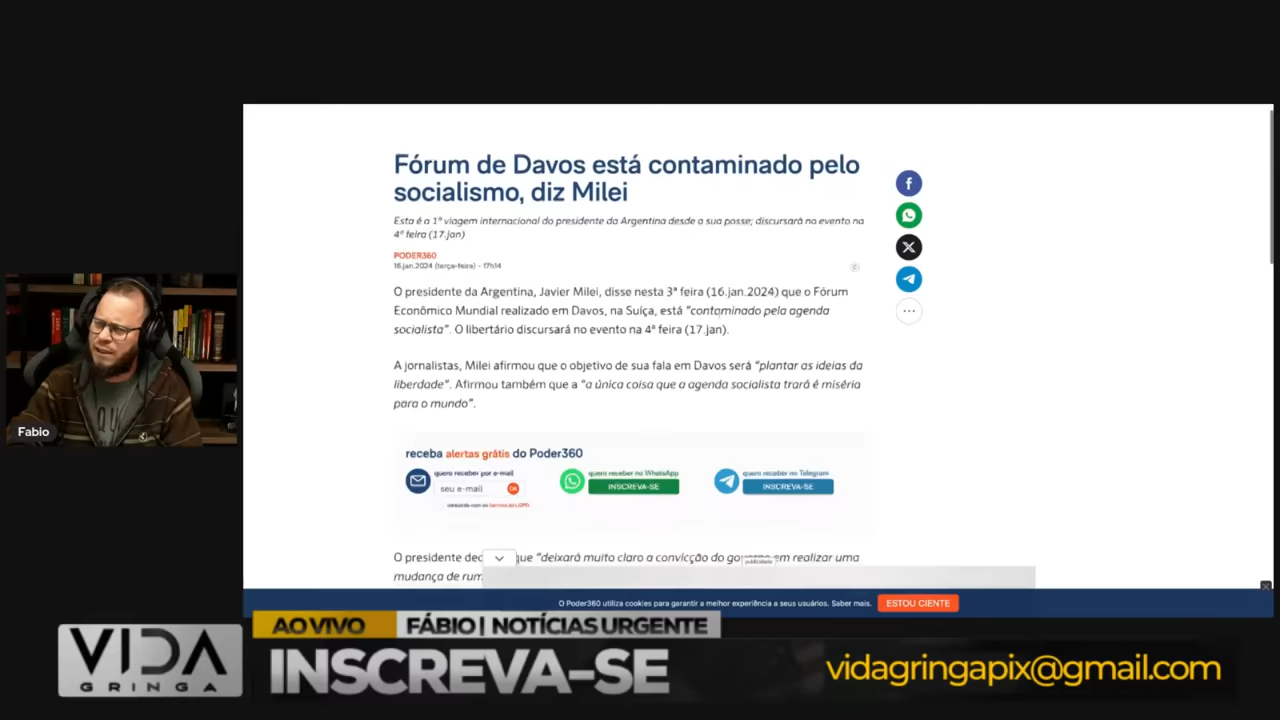 Fórum de Davos está contaminado pelo
socialismo, diz Milei
Esta é a 1ª viagem internacional do presidente da Argentina desde a sua posse; discursará no evento na
4ª feira (17.jan)
PODER360
16.jan.2024 (terça-feira) - 17h14
O presidente da Argentina, Javier Milei, disse nesta 3ª feira (16.jan.2024) que o Fórum
Econômico Mundial realizado em Davos, na Suíça, está "contaminado pela agenda
socialista". O libertário discursará no evento na 4ª feira (17.jan).
A jornalistas, Milei afirmou que o objetivo de sua fala em Davos será "plantar as ideias da
liberdade". Afirmou também que a "a única coisa que a agenda socialista trará é miséria
para o mundo".
receba alertas grátis do Poder360
quero receber por e-mail
seu e-mail
OK
concordo com os termos da LGPD
quero receber no WhatsApp
INSCREVA-SE
quero receber no Telegram
INSCREVA-SE
O presidente dec que "deixará muito claro a convicção do governo em realizar uma
publicidade
mudança de rum
O Poder360 utiliza cookies para garantir a melhor experiência a seus usuários. Saber mais.
ESTOU CIENTE
Fabio
AO VIVO
FÁBIO | NOTÍCIAS URGENTE
VIDA
GRINGA
INSCREVA-SE
vidagringapix@gmail.com